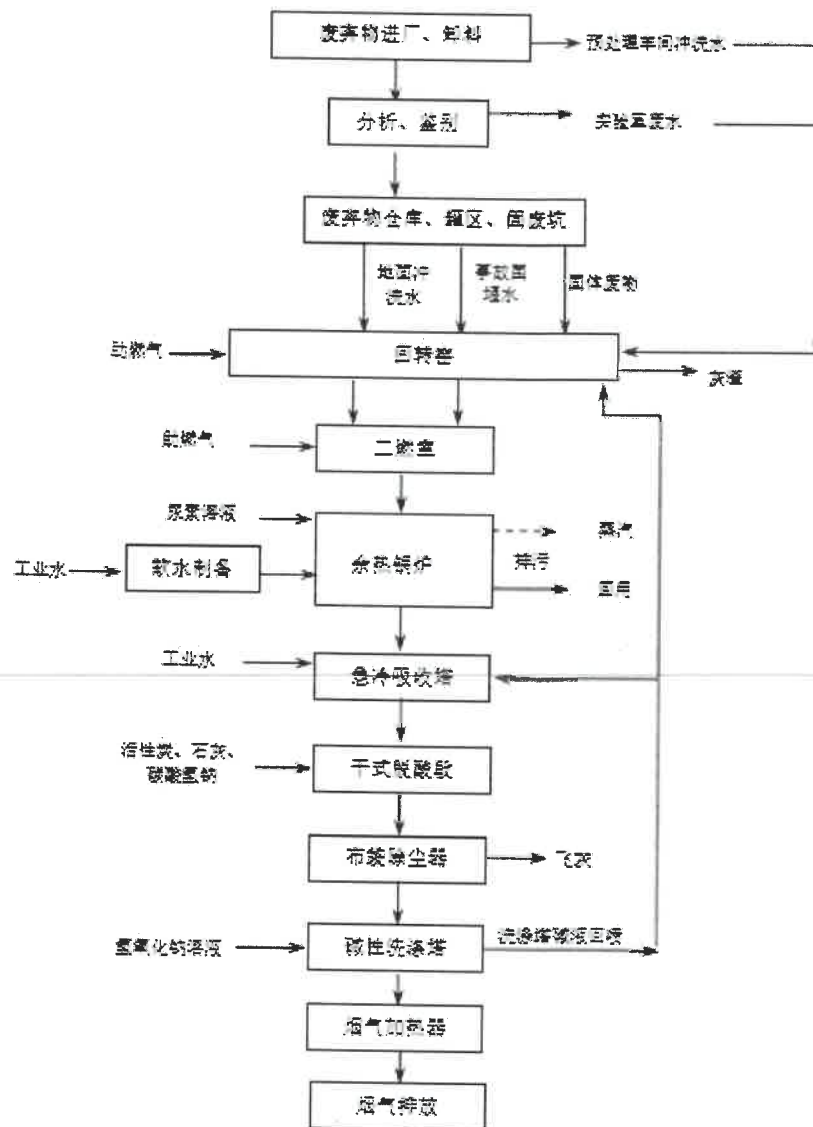 废弃物进厂、卸料
预处理车间冲洗水
分析、鉴别
实验室废水
废弃物仓库、罐区、固废坑
地面冲
洗水
事故围
堰水
固体废物
助燃气
回转窑
灰渣
助燃气
二燃室
尿素溶液
蒸汽
工业水
软水制备
余热锅炉
排污
回用
工业水
急冷吸收塔
活性炭、石灰、
碳酸氢钠
干式脱酸段
布袋除尘器
飞灰
氢氧化钠溶液
碱性洗涤塔
洗涤塔碱液回喷
烟气加热器
烟气排放